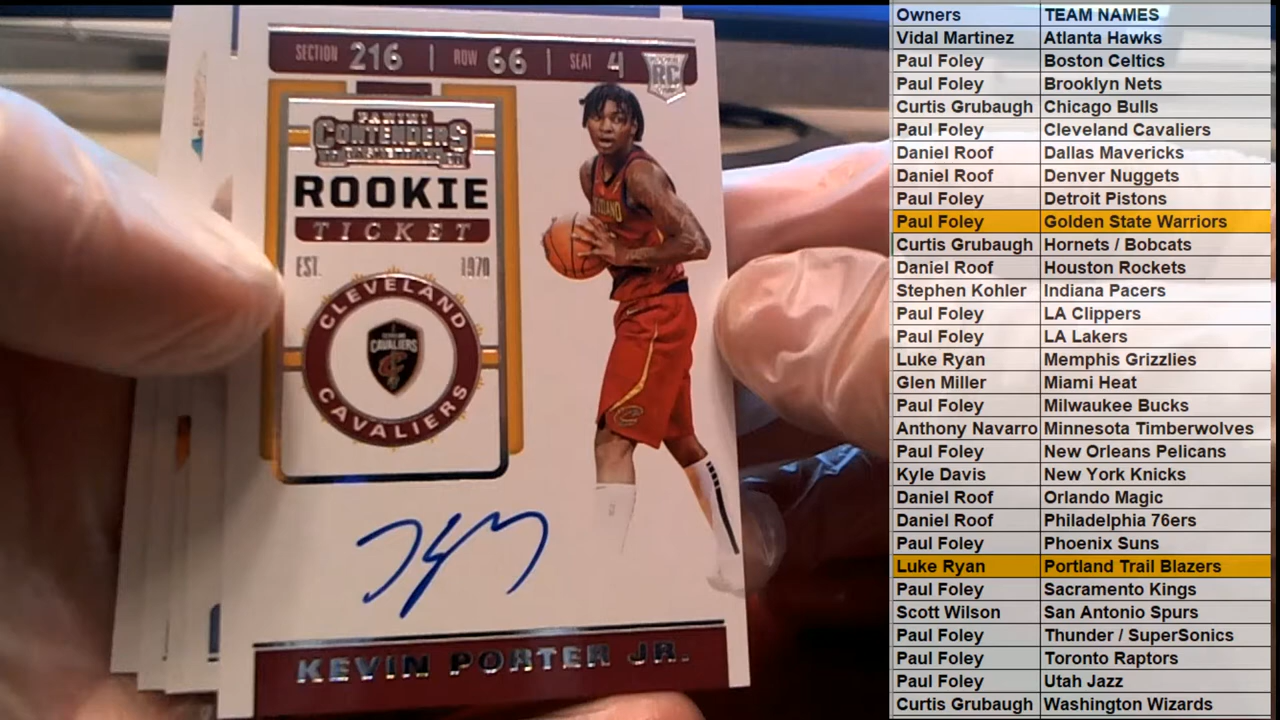 SECTION 216 | ROW 66 | SEAT 4
RC
PANINI
CONTENDERS
ROOKIE
TICKET
EST. 1970
CLEVELAND
CAVALIERS
CAVALIERS
KEVIN PORTER JR.
Owners TEAM NAMES
Vidal Martinez Atlanta Hawks
Paul Foley Boston Celtics
Paul Foley Brooklyn Nets
Curtis Grubaugh Chicago Bulls
Paul Foley Cleveland Cavaliers
Daniel Roof Dallas Mavericks
Daniel Roof Denver Nuggets
Paul Foley Detroit Pistons
Paul Foley Golden State Warriors
Curtis Grubaugh Hornets / Bobcats
Daniel Roof Houston Rockets
Stephen Kohler Indiana Pacers
Paul Foley LA Clippers
Paul Foley LA Lakers
Luke Ryan Memphis Grizzlies
Glen Miller Miami Heat
Paul Foley Milwaukee Bucks
Anthony Navarro Minnesota Timberwolves
Paul Foley New Orleans Pelicans
Kyle Davis New York Knicks
Daniel Roof Orlando Magic
Daniel Roof Philadelphia 76ers
Paul Foley Phoenix Suns
Luke Ryan Portland Trail Blazers
Paul Foley Sacramento Kings
Scott Wilson San Antonio Spurs
Paul Foley Thunder / SuperSonics
Paul Foley Toronto Raptors
Paul Foley Utah Jazz
Curtis Grubaugh Washington Wizards